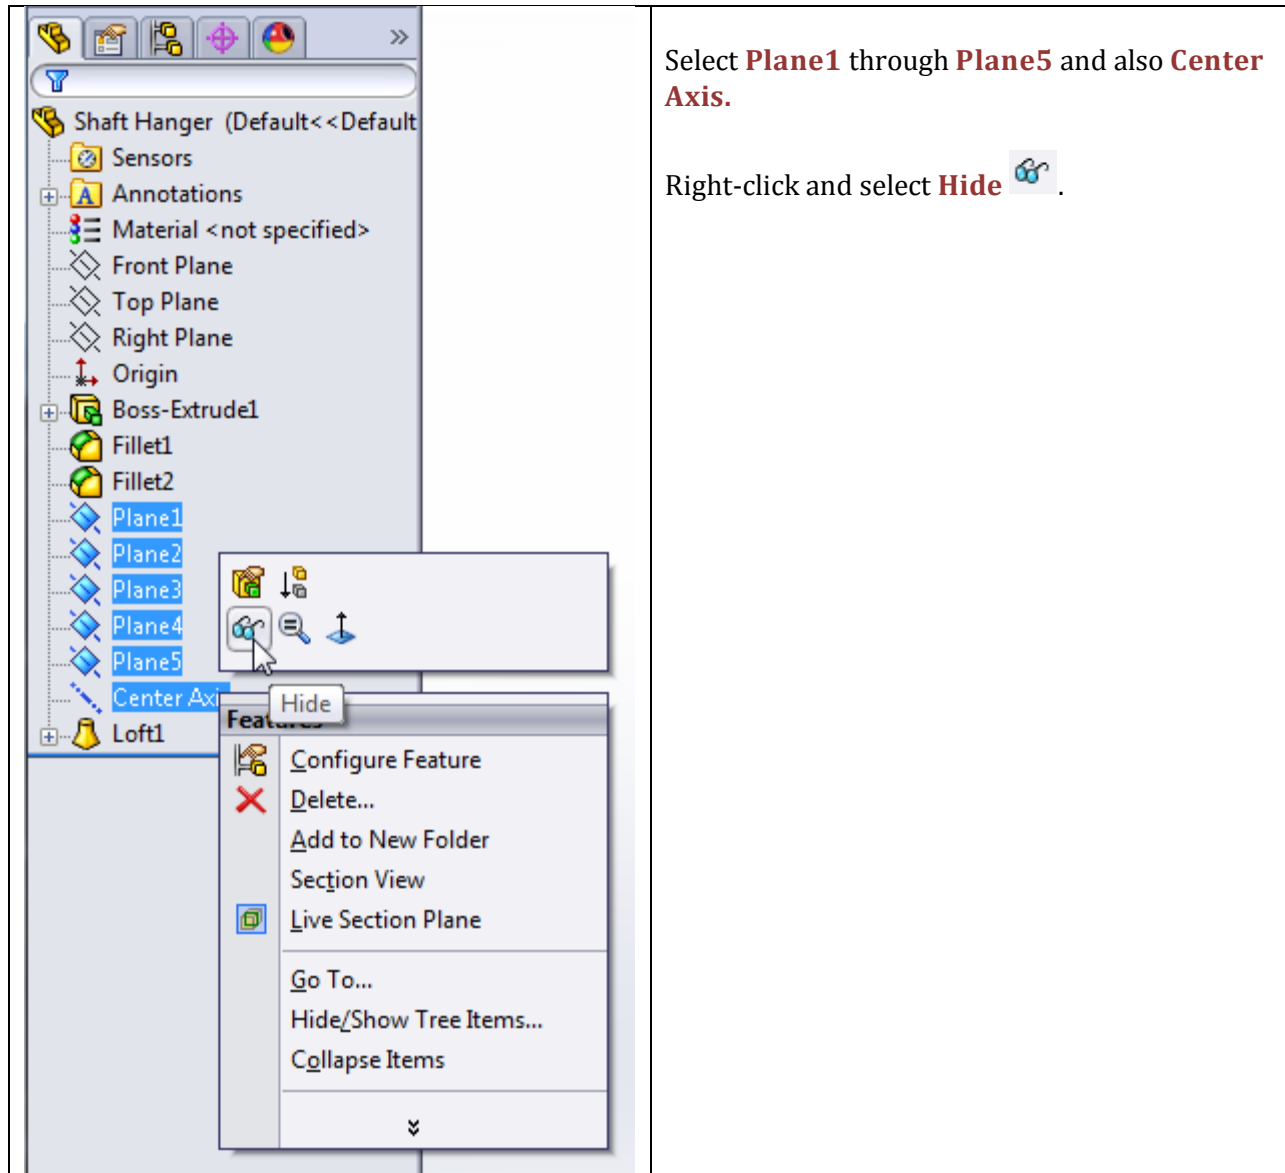 »
Shaft Hanger (Default<<Default
Sensors
A Annotations
Material <not specified>
Front Plane
Top Plane
Right Plane
Origin
Boss-Extrude1
Fillet1
Fillet2
Plane1
Plane2
Plane3
Plane4
Plane5
Center Axi
Loft1
Hide
Features
Configure Feature
Delete...
Add to New Folder
Section View
Live Section Plane
Go To...
Hide/Show Tree Items...
Collapse Items
Select Plane1 through Plane5 and also Center
Axis.
Right-click and select Hide .